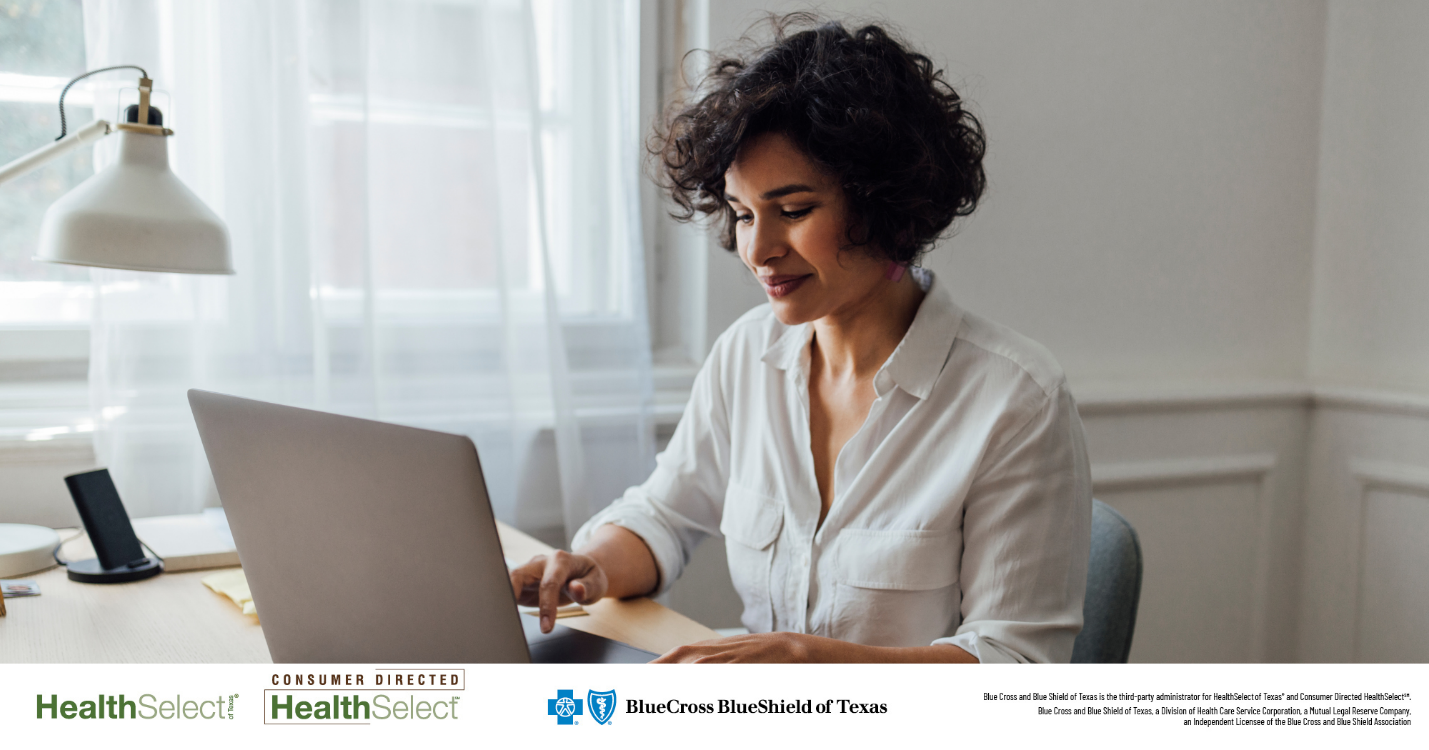 HealthSelect of Texas®
CONSUMER DIRECTED
HealthSelect℠
BlueCross BlueShield of Texas
Blue Cross and Blue Shield of Texas is the third-party administrator for HealthSelect of Texas® and Consumer Directed HealthSelect℠.
Blue Cross and Blue Shield of Texas, a Division of Health Care Service Corporation, a Mutual Legal Reserve Company,
an Independent Licensee of the Blue Cross and Blue Shield Association